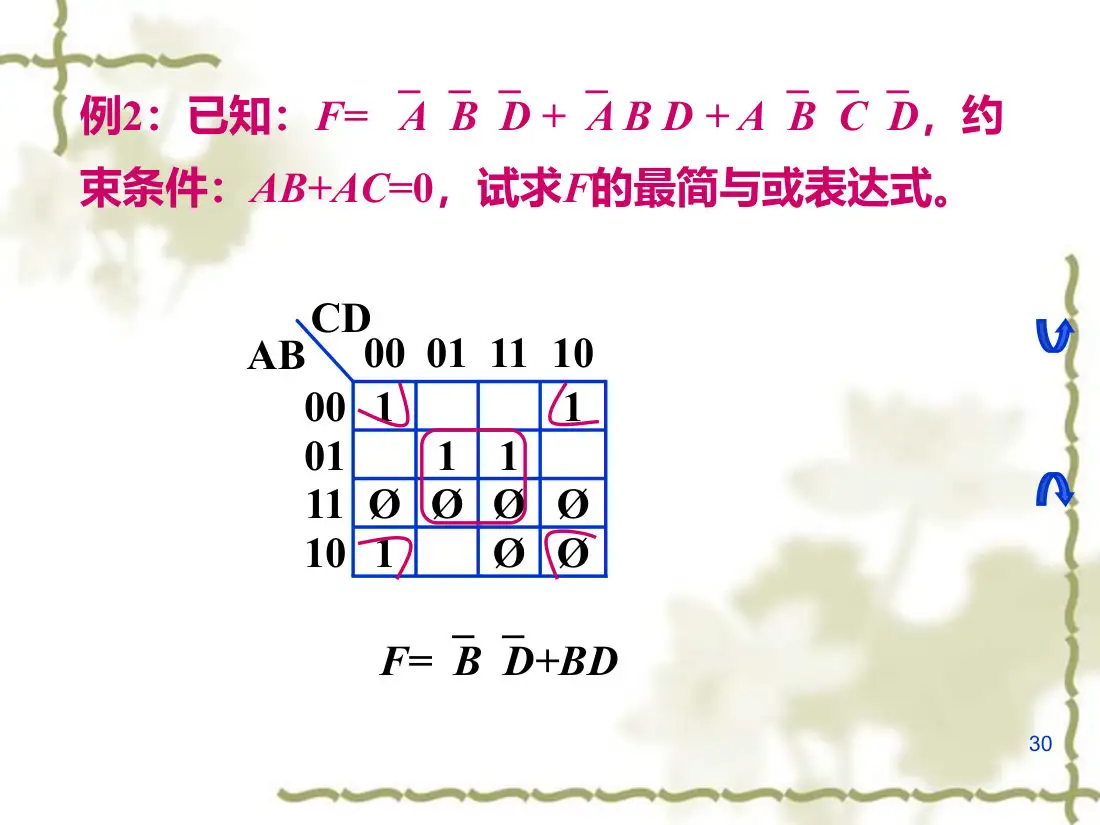 例2：已知：F= A̅ B̅ D̅ + A̅ B D + A B̅ C̅ D̅，约
束条件：AB+AC=0，试求F的最简与或表达式。
CD
AB 00 01 11 10
00 1 1
01 1 1
11 Ø Ø Ø Ø
10 1 Ø Ø
F= B̅ D̅+BD
30